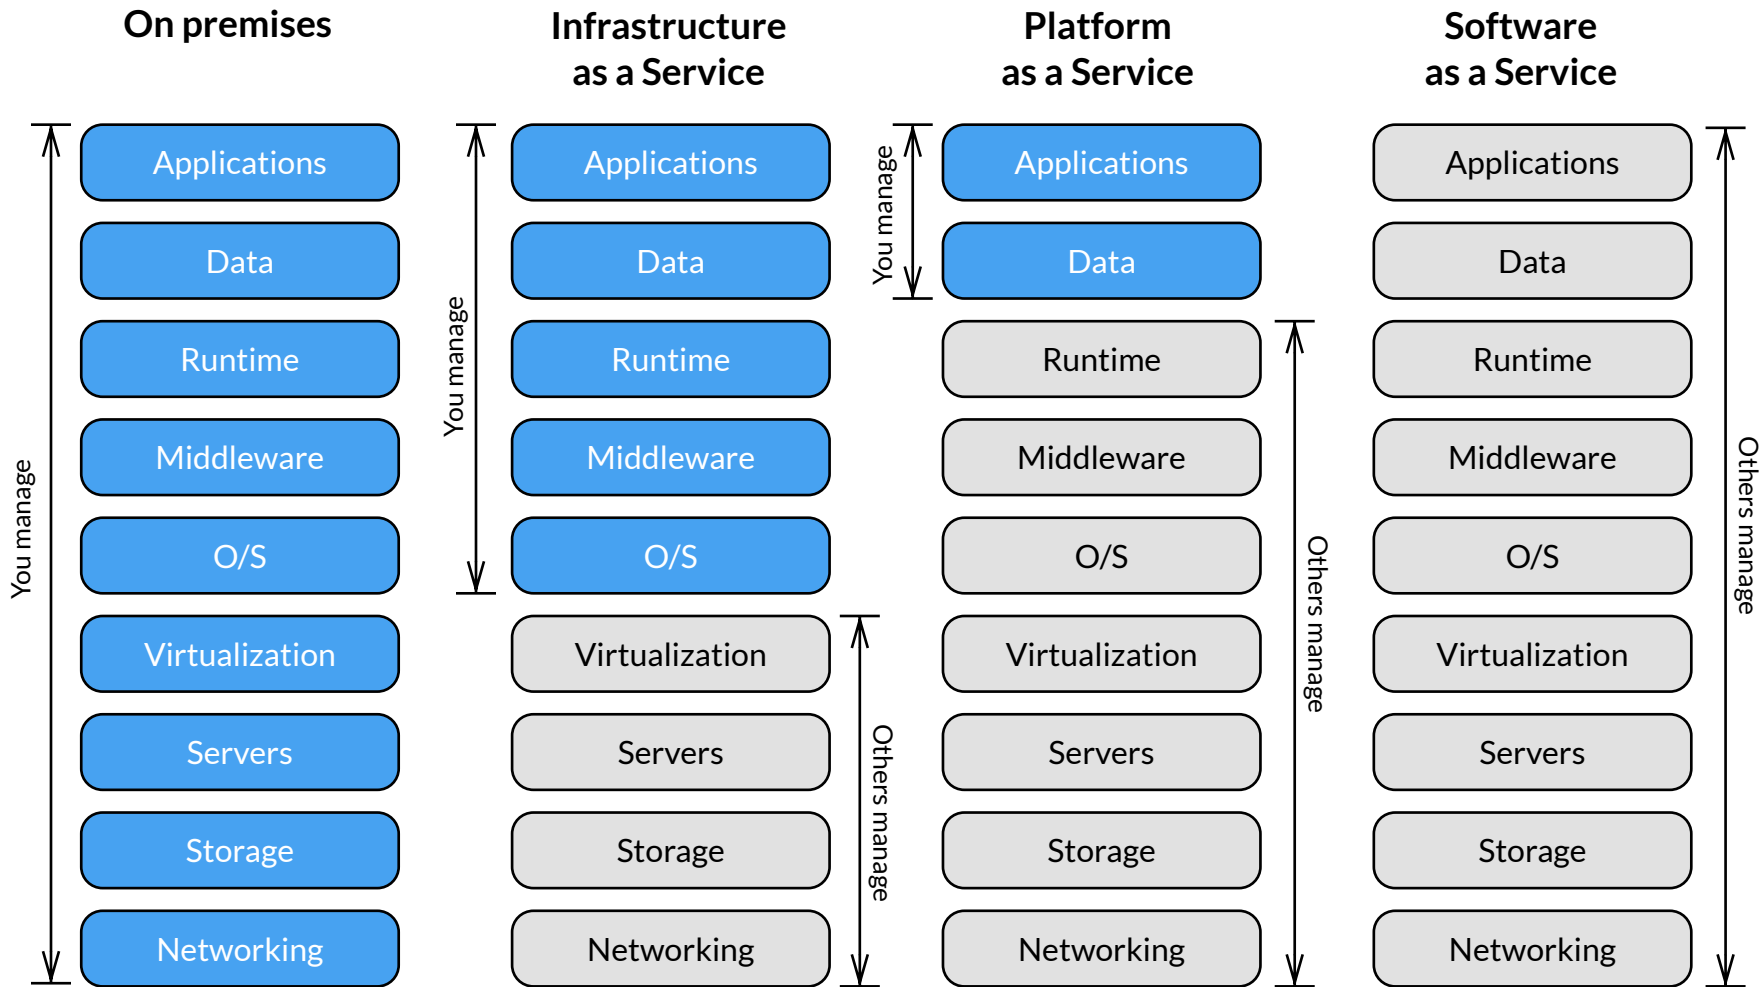 On premises
Infrastructure
as a Service
Platform
as a Service
Software
as a Service
You manage
Applications
Data
Runtime
Middleware
O/S
Virtualization
Servers
Storage
Networking
You manage
Applications
Data
Runtime
Middleware
O/S
Virtualization
Servers
Storage
Networking
Others manage
You manage
Applications
Data
Runtime
Middleware
O/S
Virtualization
Servers
Storage
Networking
Others manage
Applications
Data
Runtime
Middleware
O/S
Virtualization
Servers
Storage
Networking
Others manage